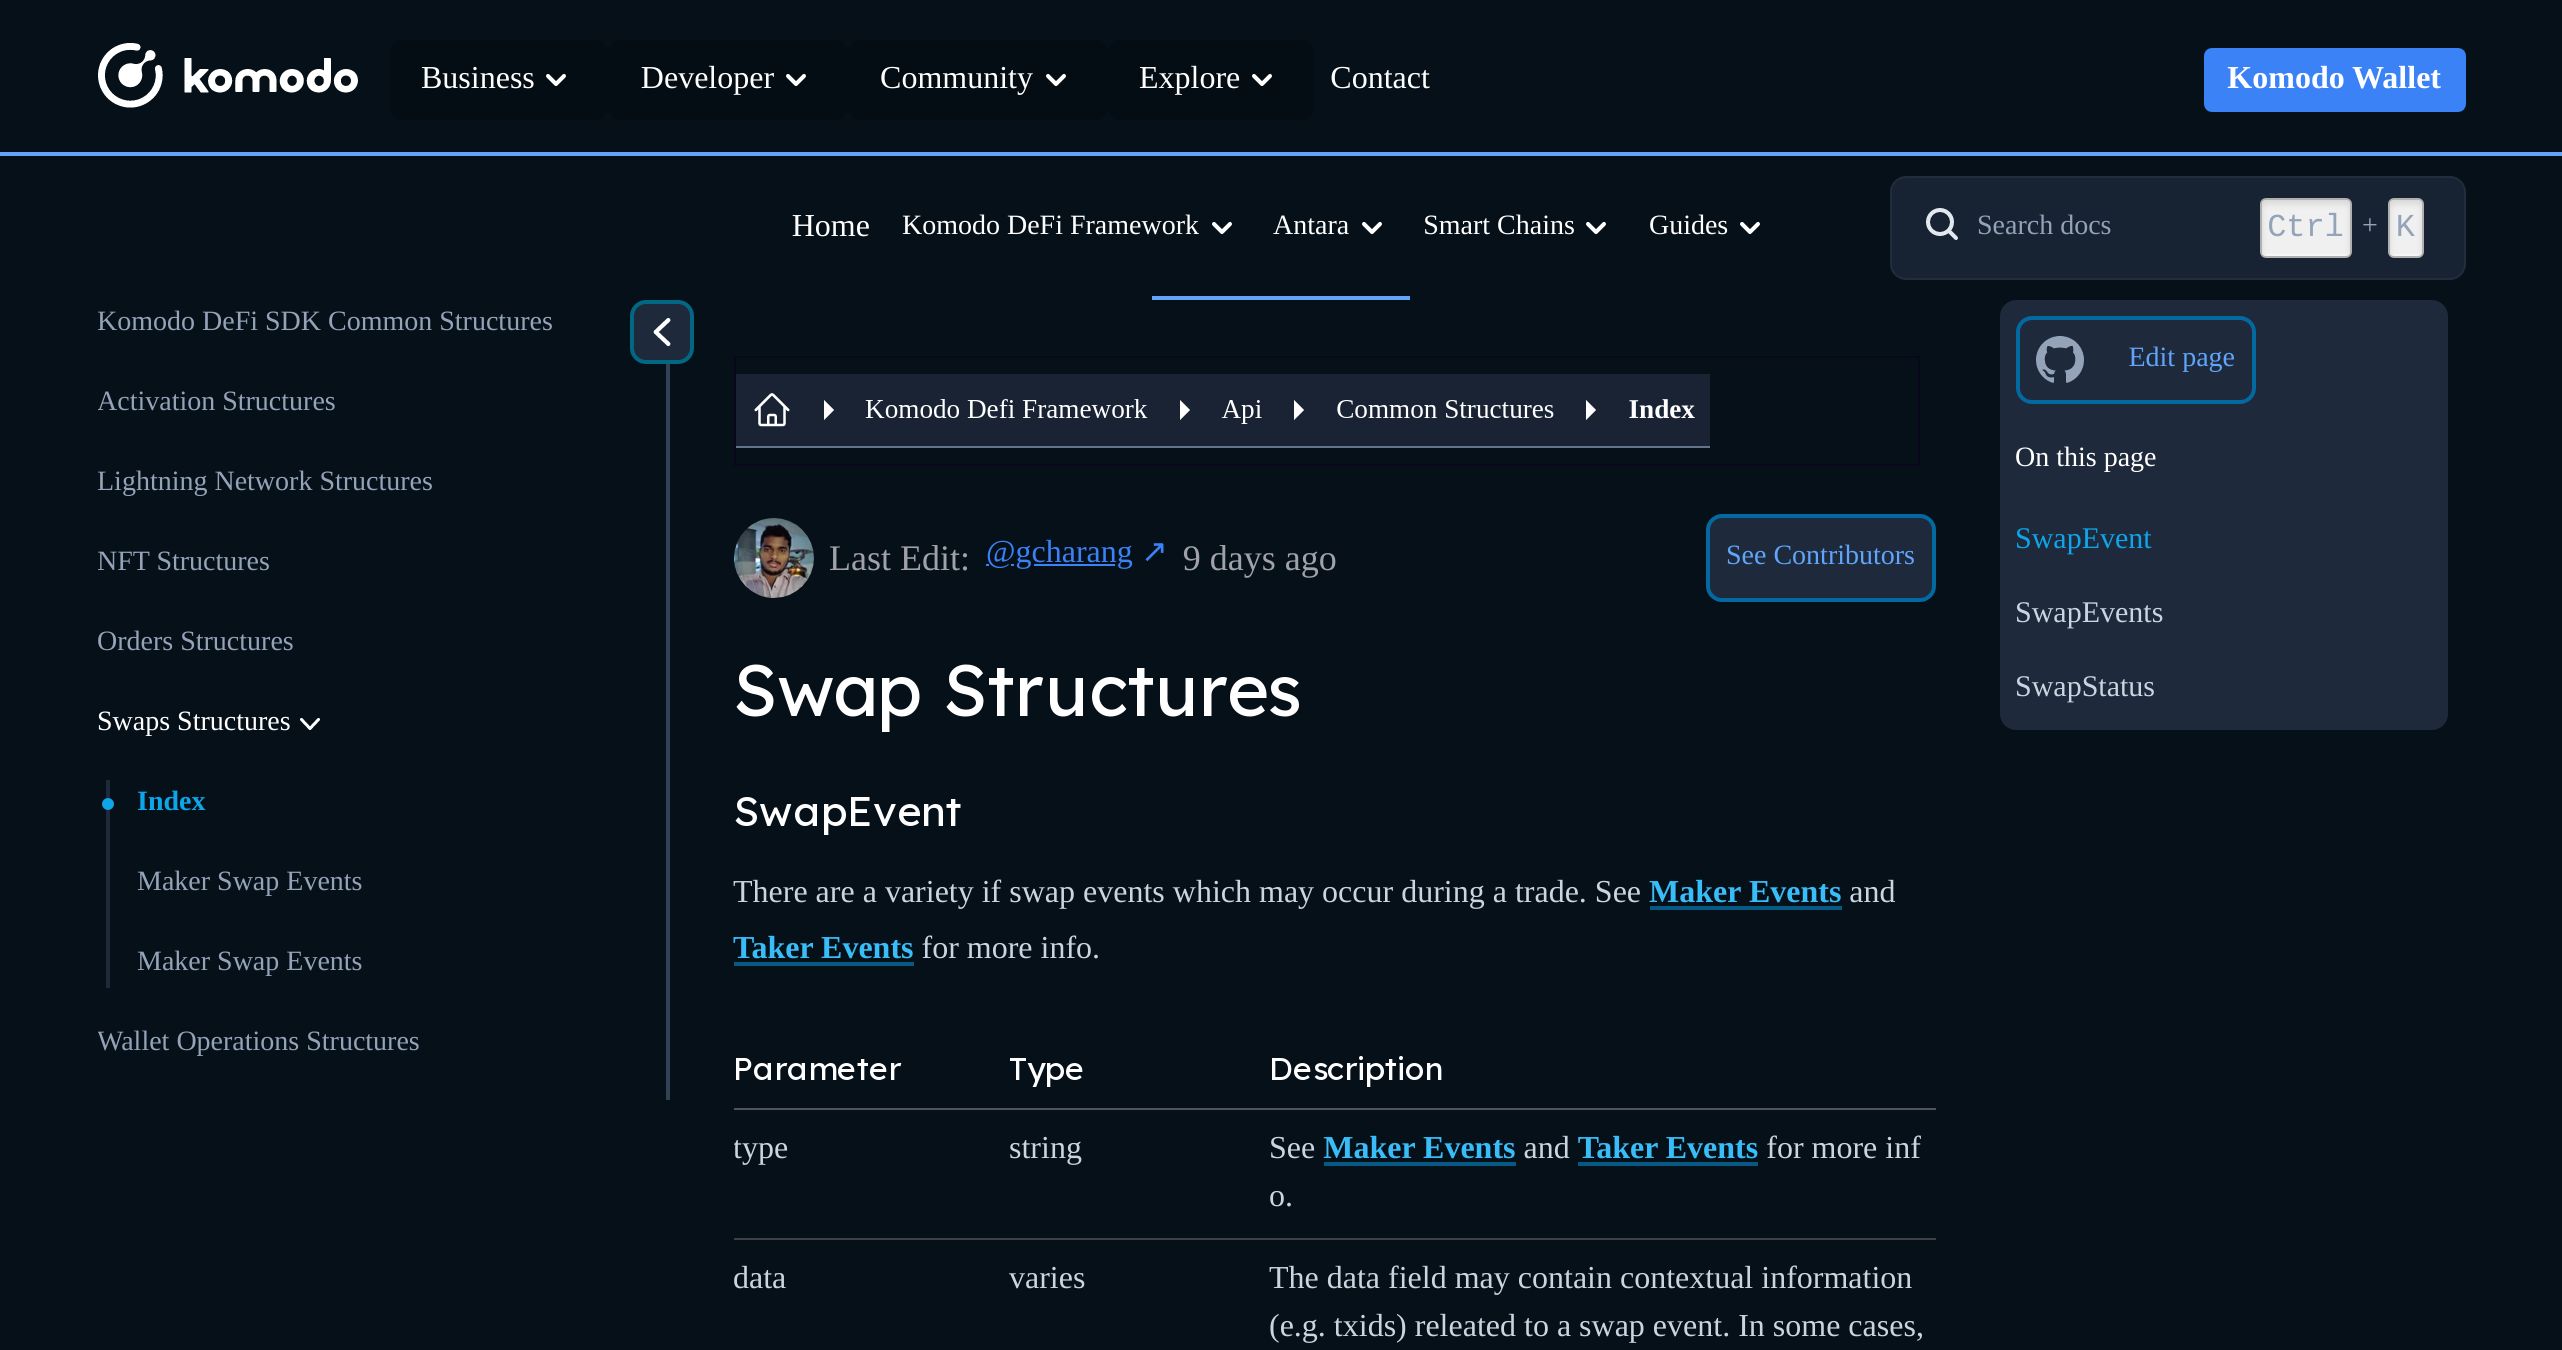 komodo
Business
Developer
Community
Explore
Contact
Komodo Wallet
Home
Komodo DeFi Framework
Antara
Smart Chains
Guides
Search docs
Ctrl + K
Komodo DeFi SDK Common Structures
Activation Structures
Lightning Network Structures
NFT Structures
Orders Structures
Swaps Structures
Index
Maker Swap Events
Maker Swap Events
Wallet Operations Structures
Komodo Defi Framework
Api
Common Structures
Index
Last Edit: @gcharang 9 days ago
See Contributors
Swap Structures
SwapEvent
There are a variety if swap events which may occur during a trade. See Maker Events and
Taker Events for more info.
Parameter Type Description
type string See Maker Events and Taker Events for more inf
o.
data varies The data field may contain contextual information
(e.g. txids) releated to a swap event. In some cases,
Edit page
On this page
SwapEvent
SwapEvents
SwapStatus